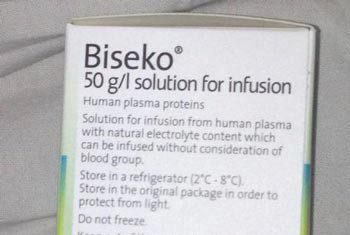 Biseko®
50 g/l solution for infusion
Human plasma proteins
Solution for infusion from human plasma
with natural electrolyte content which
can be infused without consideration of
blood group.
Store in a refrigerator (2°C - 8°C).
Store in the original package in order to
protect from light.
Do not freeze.